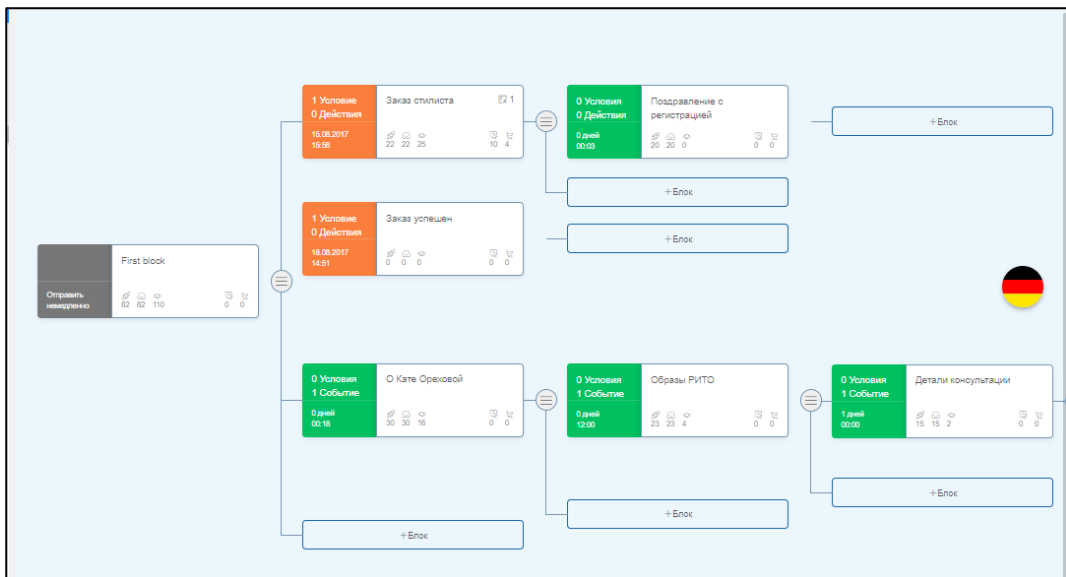 1 Условие
0 Действия
15.08.2017
15:56
Заказ стилиста
1
22 22 25
10 4
0 Условия
0 Действия
0 дней
00:03
Поздравление с
регистрацией
20 20 0
0 0
+Блок
+Блок
1 Условие
0 Действия
18.08.2017
14:51
Заказ успешен
0 0 0
0 0
+Блок
First block
Отправить
немедленно
82 82 110
0 0
0 Условия
1 Событие
0 дней
00:16
О Кате Ореховой
30 30 16
0 0
0 Условия
1 Событие
0 дней
12:00
Образы РИТО
23 23 4
0 0
0 Условия
1 Событие
1 дней
00:00
Детали консультации
15 15 2
0 0
+Блок
+Блок
+Блок